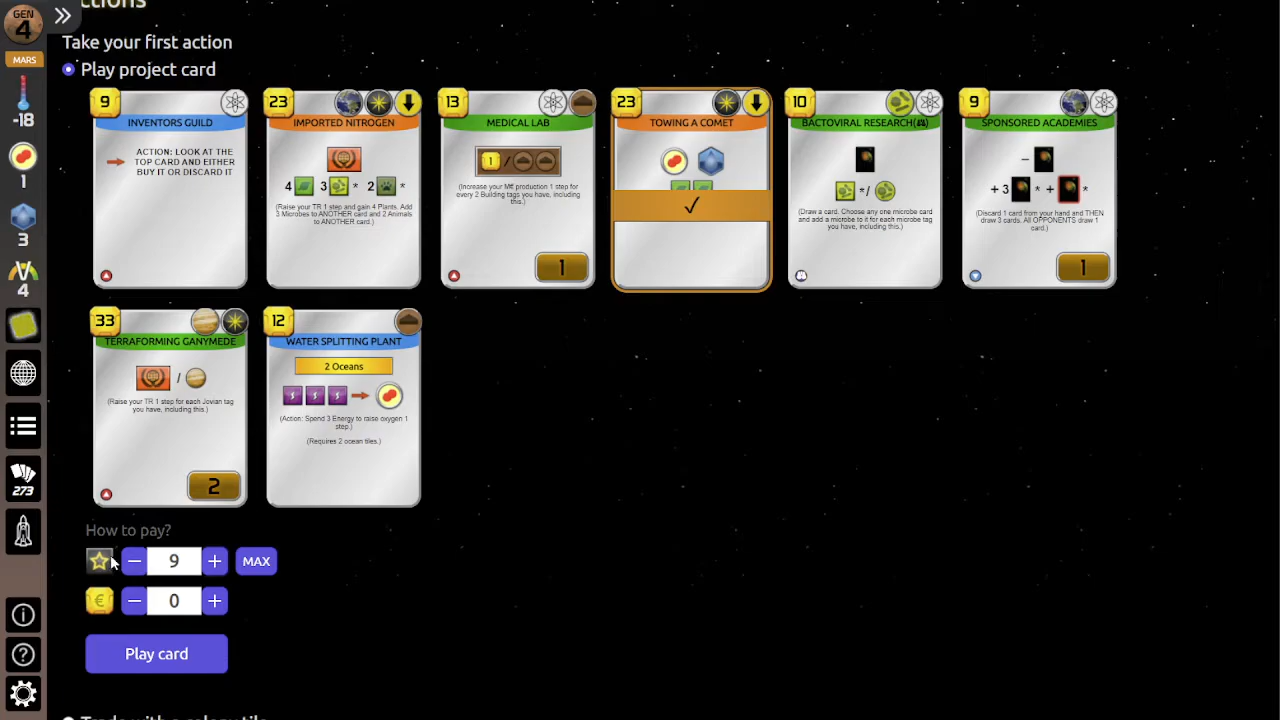 GEN
4
MARS
-18
1
3
4
273
Take your first action
Play project card
9
INVENTORS GUILD
ACTION: LOOK AT THE
TOP CARD AND EITHER
BUY IT OR DISCARD IT
23
IMPORTED NITROGEN
4 3 * 2 *
(Raise your TR 1 step and gain 4 Plants. Add
3 Microbes to ANOTHER card and 2 Animals
to ANOTHER card.)
13
MEDICAL LAB
1 /
(Increase your M€ production 1 step for
every 2 Building tags you have, including
this.)
1
23
TOWING A COMET
✓
10
BACTOVIRAL RESEARCH
* /
(Draw a card. Choose any one microbe card
and add a microbe to it for each microbe tag
you have, including this.)
9
SPONSORED ACADEMIES
–
+ 3 * + *
(Discard 1 card from your hand and THEN
draw 3 cards. All OPPONENTS draw 1
card.)
1
33
TERRAFORMING GANYMEDE
/
(Raise your TR 1 step for each Jovian tag
you have, including this.)
2
12
WATER SPLITTING PLANT
2 Oceans
(Action: Spend 3 Energy to raise oxygen 1
step.)
(Requires 2 ocean tiles.)
How to pay?
— 9 + MAX
€ — 0 +
Play card